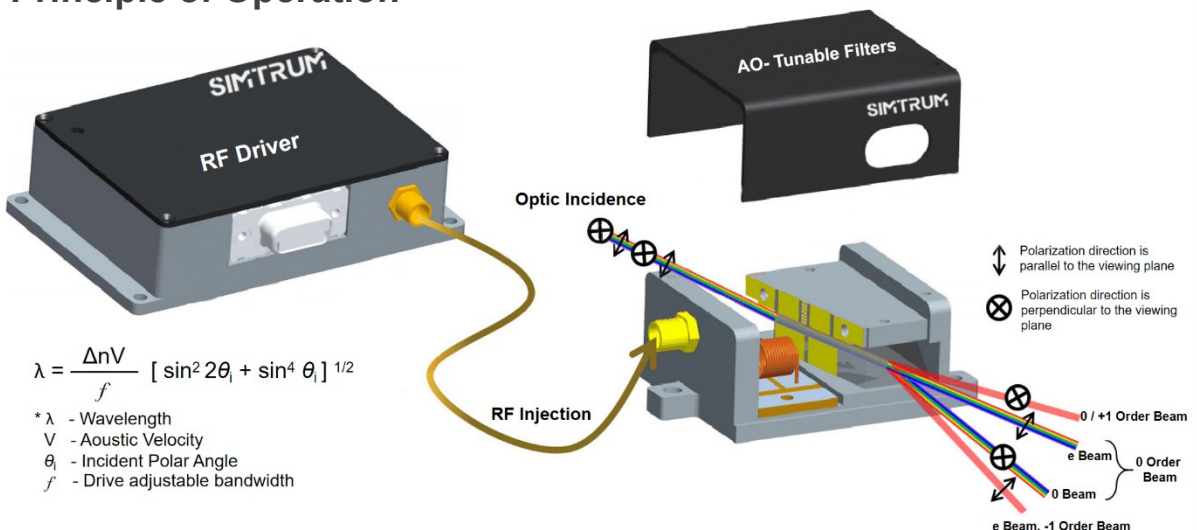 Principle of Operation
SIMTRUM
RF Driver
AO- Tunable Filters
SIMTRUM
Optic Incidence
Polarization direction is
parallel to the viewing plane
Polarization direction is
perpendicular to the viewing
plane
λ = ΔnV / f [ sin² 2θi + sin⁴ θi ] 1/2
* λ - Wavelength
V - Aoustic Velocity
θi - Incident Polar Angle
f - Drive adjustable bandwidth
RF Injection
0 / +1 Order Beam
e Beam
0 Order
Beam
0 Beam
e Beam, -1 Order Beam